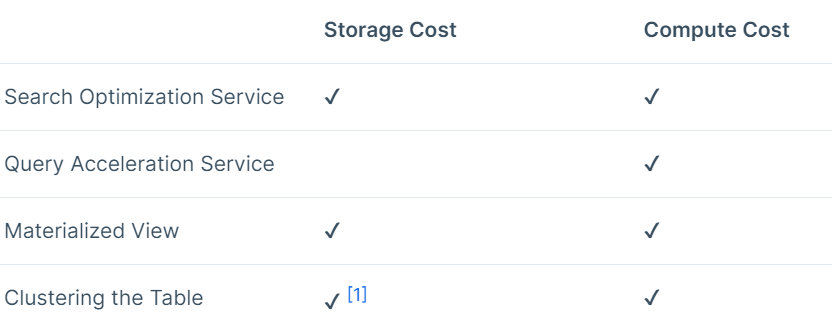 Storage Cost Compute Cost
Search Optimization Service ✓ ✓
Query Acceleration Service ✓
Materialized View ✓ ✓
Clustering the Table ✓ [1] ✓